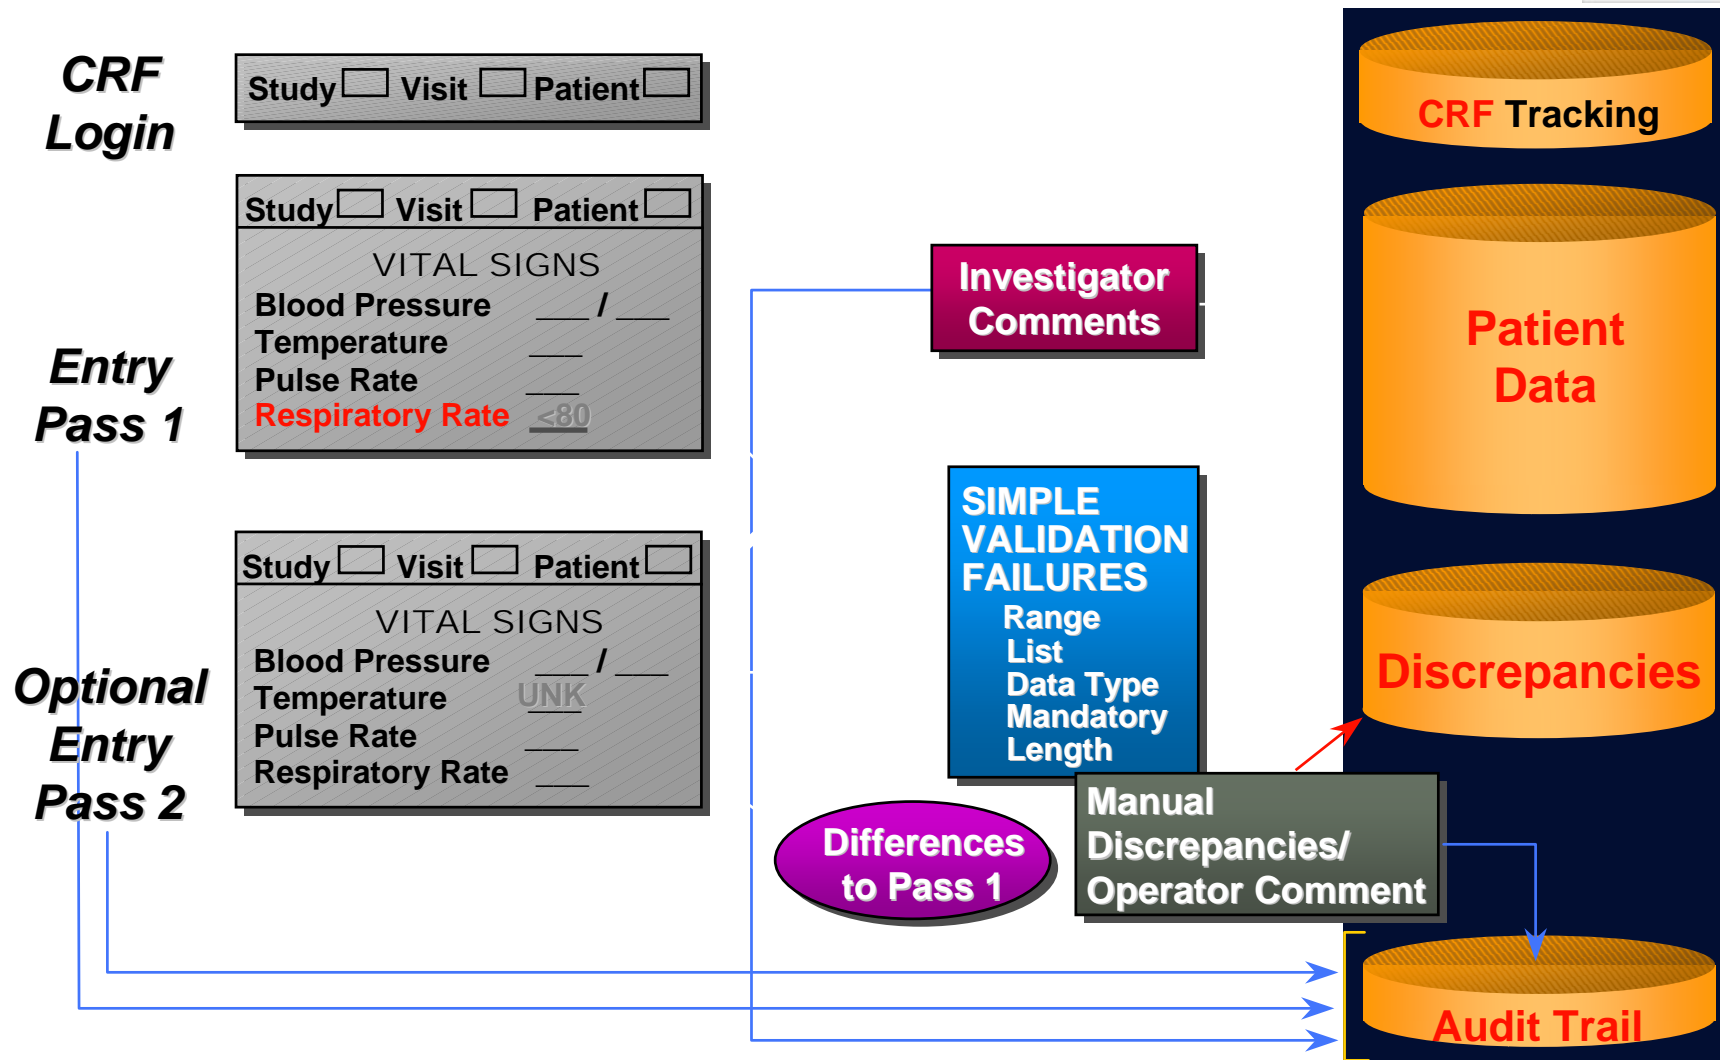 CRF
Login
Study Visit Patient
Entry
Pass 1
Study Visit Patient
VITAL SIGNS
Blood Pressure ___ / ___
Temperature ___
Pulse Rate ___
Respiratory Rate <80
Optional
Entry
Pass 2
Study Visit Patient
VITAL SIGNS
Blood Pressure ___ / ___
Temperature UNK
Pulse Rate ___
Respiratory Rate ___
Investigator
Comments
SIMPLE
VALIDATION
FAILURES
Range
List
Data Type
Mandatory
Length
Differences
to Pass 1
Manual
Discrepancies/
Operator Comment
CRF Tracking
Patient
Data
Discrepancies
Audit Trail